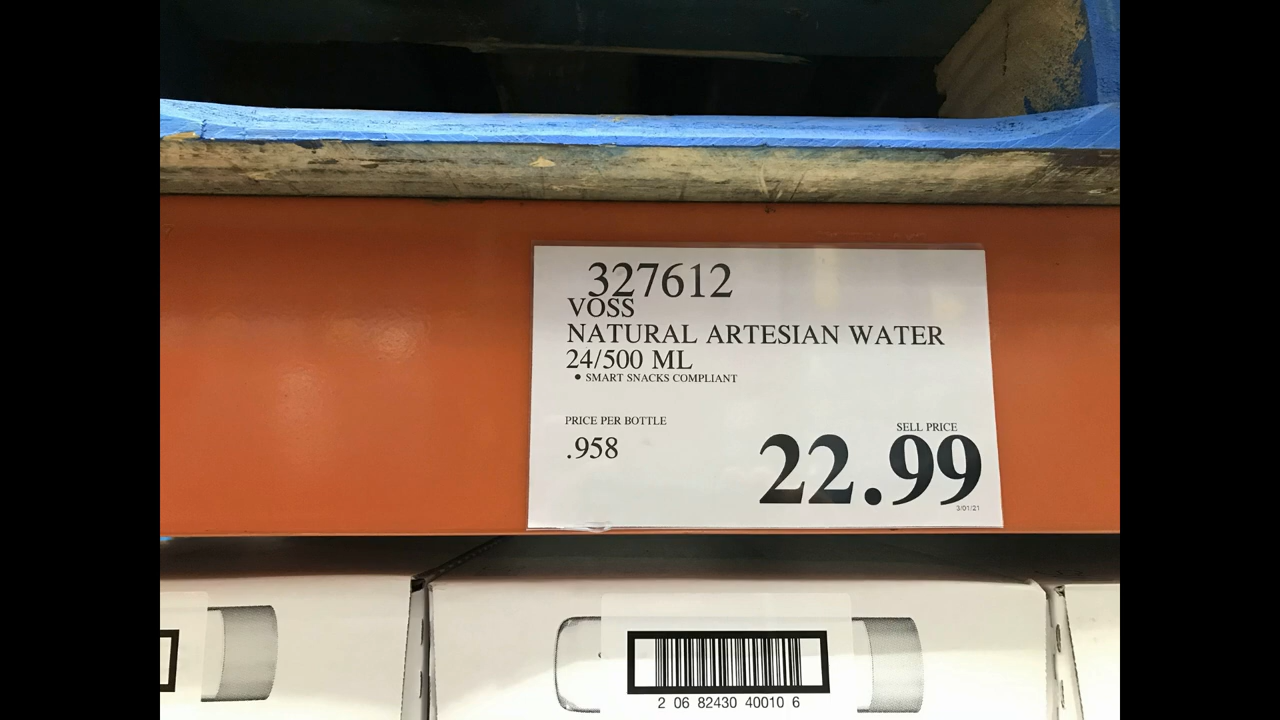 327612
VOSS
NATURAL ARTESIAN WATER
24/500 ML
• SMART SNACKS COMPLIANT
PRICE PER BOTTLE
.958
SELL PRICE
22.99
3/01/21
2 06 82430 40010 6